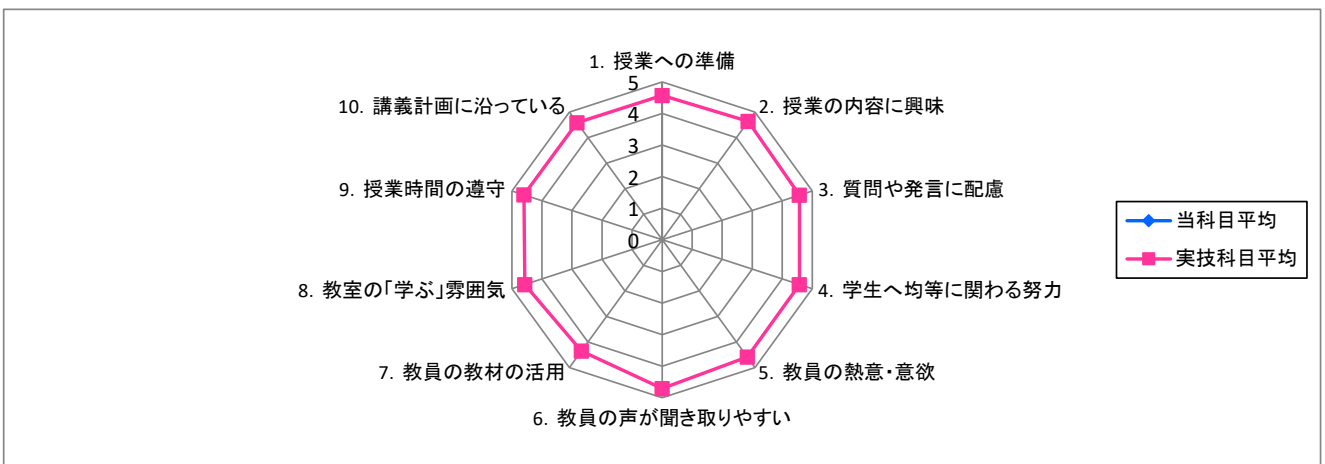 1. 授業への準備
2. 授業の内容に興味
3. 質問や発言に配慮
4. 学生へ均等に関わる努力
5. 教員の熱意・意欲
6. 教員の声が聞き取りやすい
7. 教員の教材の活用
8. 教室の「学ぶ」雰囲気
9. 授業時間の遵守
10. 講義計画に沿っている
5
4
3
2
1
0
当科目平均
実技科目平均